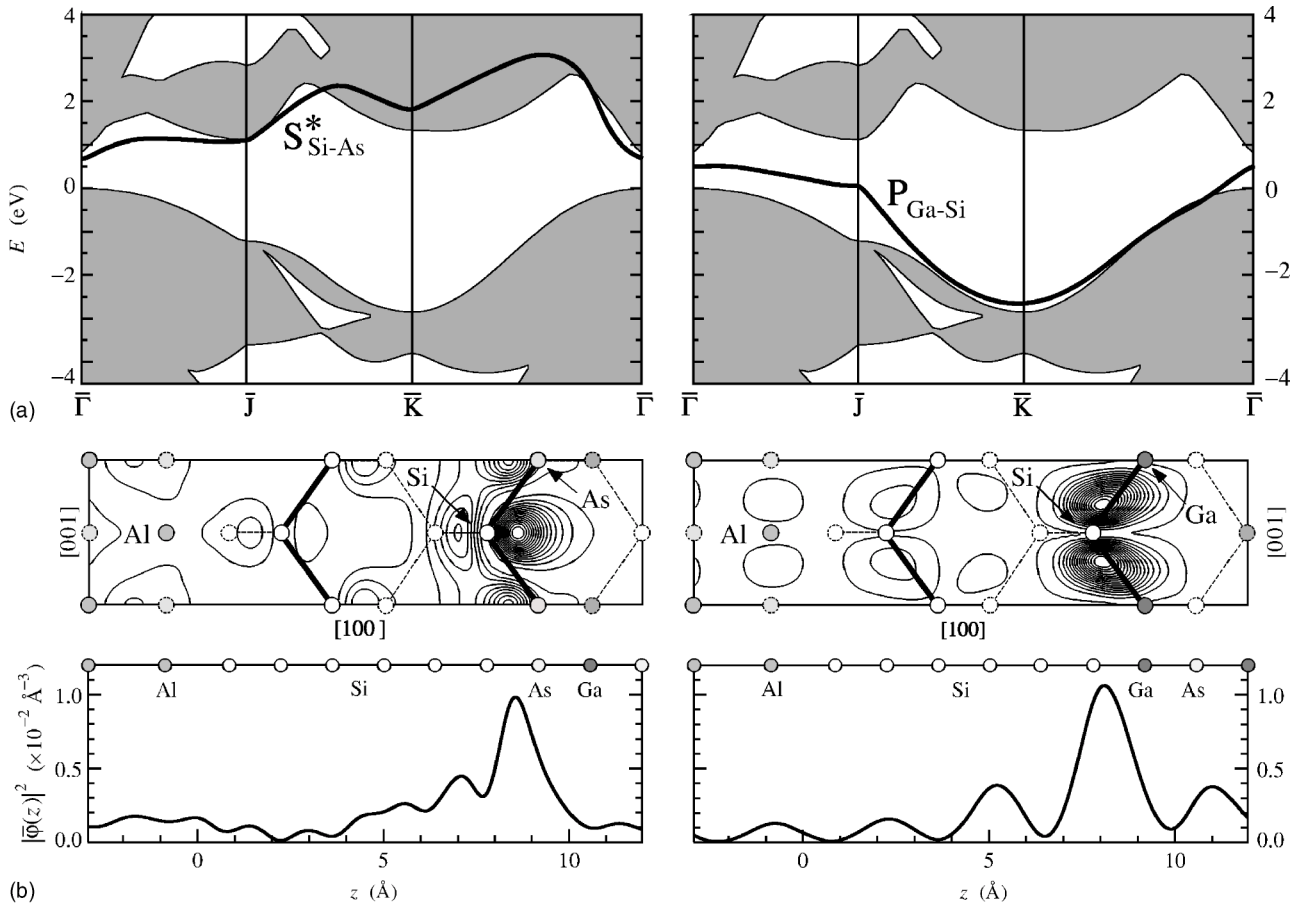 4
2
0
−2
−4
E (eV)
S*Si-As
PGa-Si
4
2
0
−2
−4
(a)
Γ̄ J̄ K̄ Γ̄
Γ̄ J̄ K̄ Γ̄
[001]
Al
Si
As
[100]
Al
Si
Ga
[001]
[100]
Al Si As Ga
Al Si Ga As
|φ̄(z)|² (×10⁻² Å⁻³)
1.0
0.5
0.0
1.0
0.5
0.0
0 5 10
0 5 10
(b)
z (Å)
z (Å)